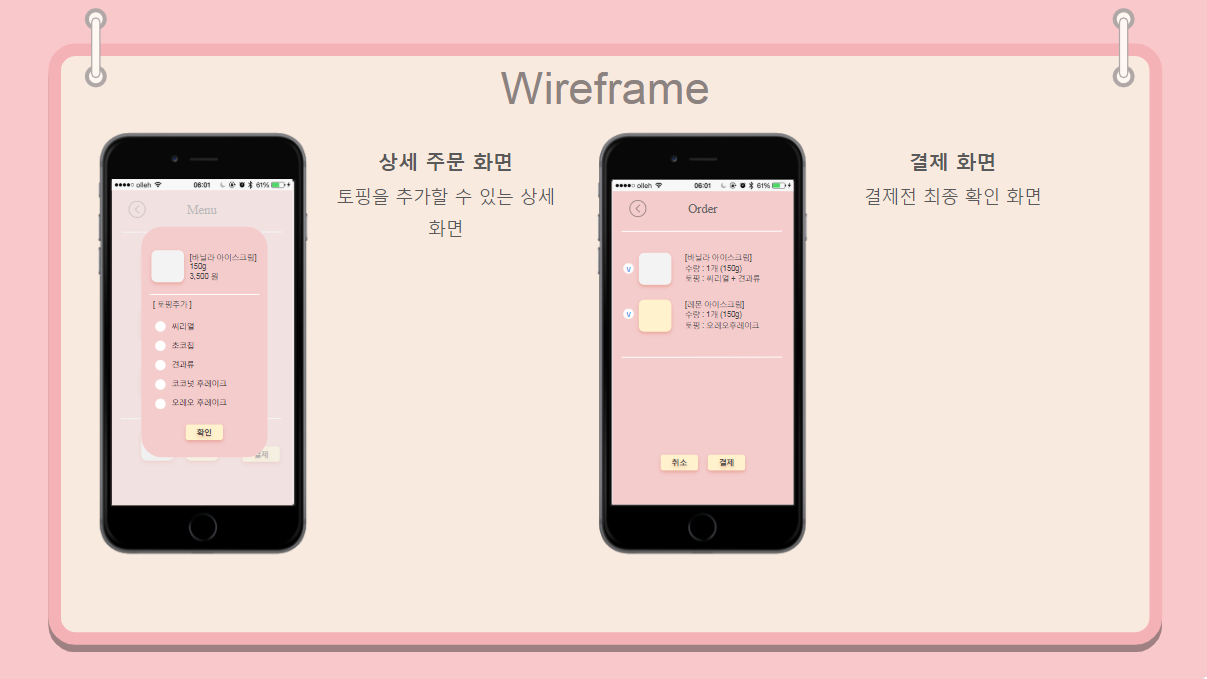 Wireframe
olleh 06:01 61%
Menu
[바닐라 아이스크림]
150g
3,500 원
[ 토핑추가 ]
씨리얼
초코칩
견과류
코코넛 후레이크
오레오 후레이크
확인
결제
상세 주문 화면
토핑을 추가할 수 있는 상세
화면
olleh 06:01 61%
Order
[바닐라 아이스크림]
v
수량 : 1개 (150g)
토핑 : 씨리얼 + 견과류
[레몬 아이스크림]
v
수량 : 1개 (150g)
토핑 : 오레오후레이크
취소 결제
결제 화면
결제전 최종 확인 화면